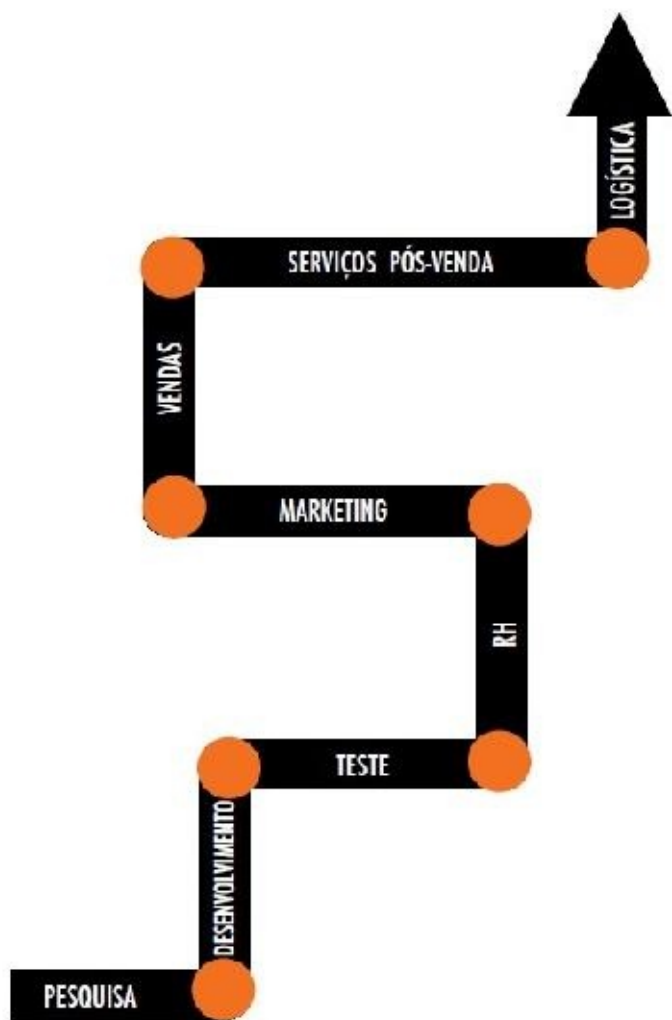 LOGÍSTICA
SERVIÇOS PÓS-VENDA
VENDAS
MARKETING
RH
TESTE
DESENVOLVIMENTO
PESQUISA